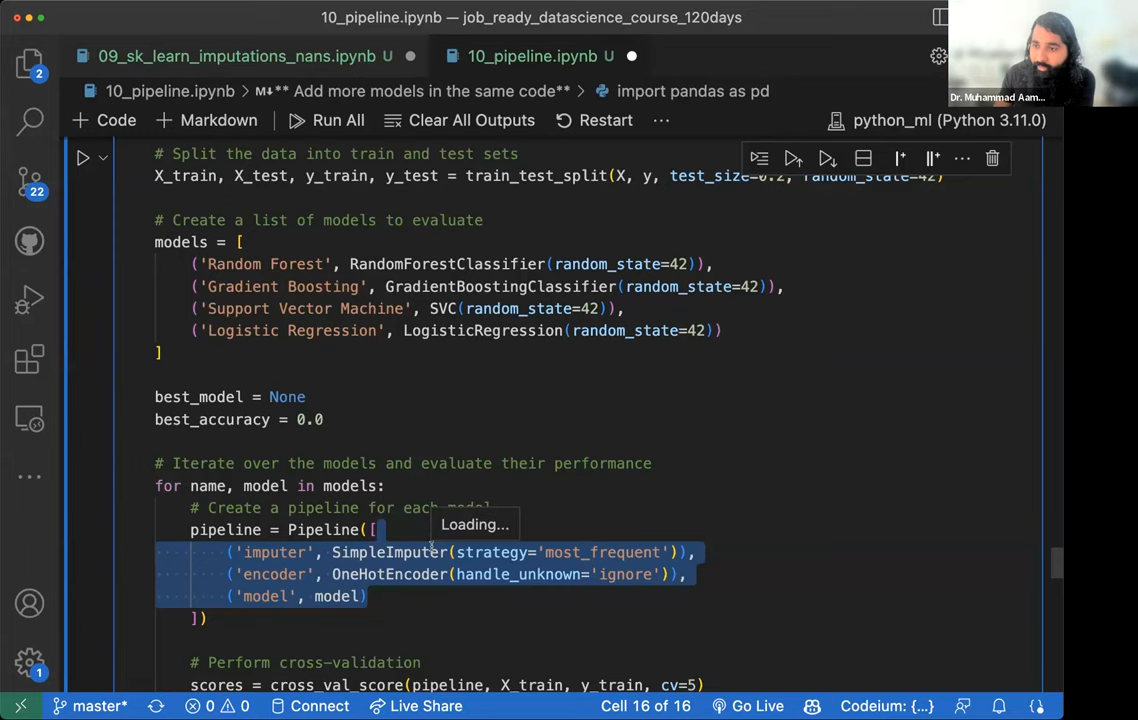 10_pipeline.ipynb — job_ready_datascience_course_120days
09_sk_learn_imputations_nans.ipynb U
10_pipeline.ipynb U
10_pipeline.ipynb > M↓** Add more models in the same code** > import pandas as pd
+ Code + Markdown Run All Clear All Outputs Restart ... python_ml (Python 3.11.0)
Dr. Muhammad Aam...
# Split the data into train and test sets
X_train, X_test, y_train, y_test = train_test_split(X, y, test_size=0.2, random_state=42)
# Create a list of models to evaluate
models = [
('Random Forest', RandomForestClassifier(random_state=42)),
('Gradient Boosting', GradientBoostingClassifier(random_state=42)),
('Support Vector Machine', SVC(random_state=42)),
('Logistic Regression', LogisticRegression(random_state=42))
]
best_model = None
best_accuracy = 0.0
# Iterate over the models and evaluate their performance
for name, model in models:
# Create a pipeline for each model
Loading...
pipeline = Pipeline([
('imputer', SimpleImputer(strategy='most_frequent')),
('encoder', OneHotEncoder(handle_unknown='ignore')),
('model', model)
])
# Perform cross-validation
scores = cross_val_score(pipeline, X_train, y_train, cv=5)
2
22
1
master* 0 0 Connect Live Share Cell 16 of 16 Go Live Codeium: {...}